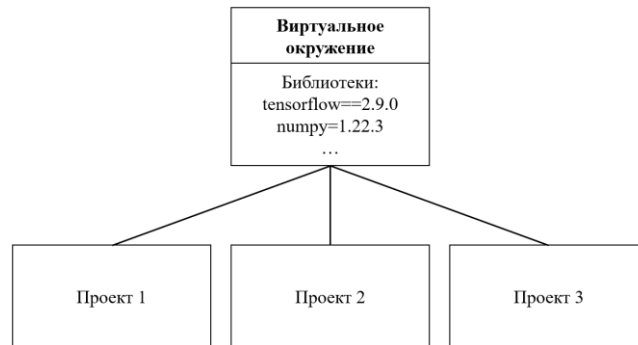 Виртуальное
окружение
Библиотеки:
tensorflow==2.9.0
numpy=1.22.3
…
Проект 1
Проект 2
Проект 3